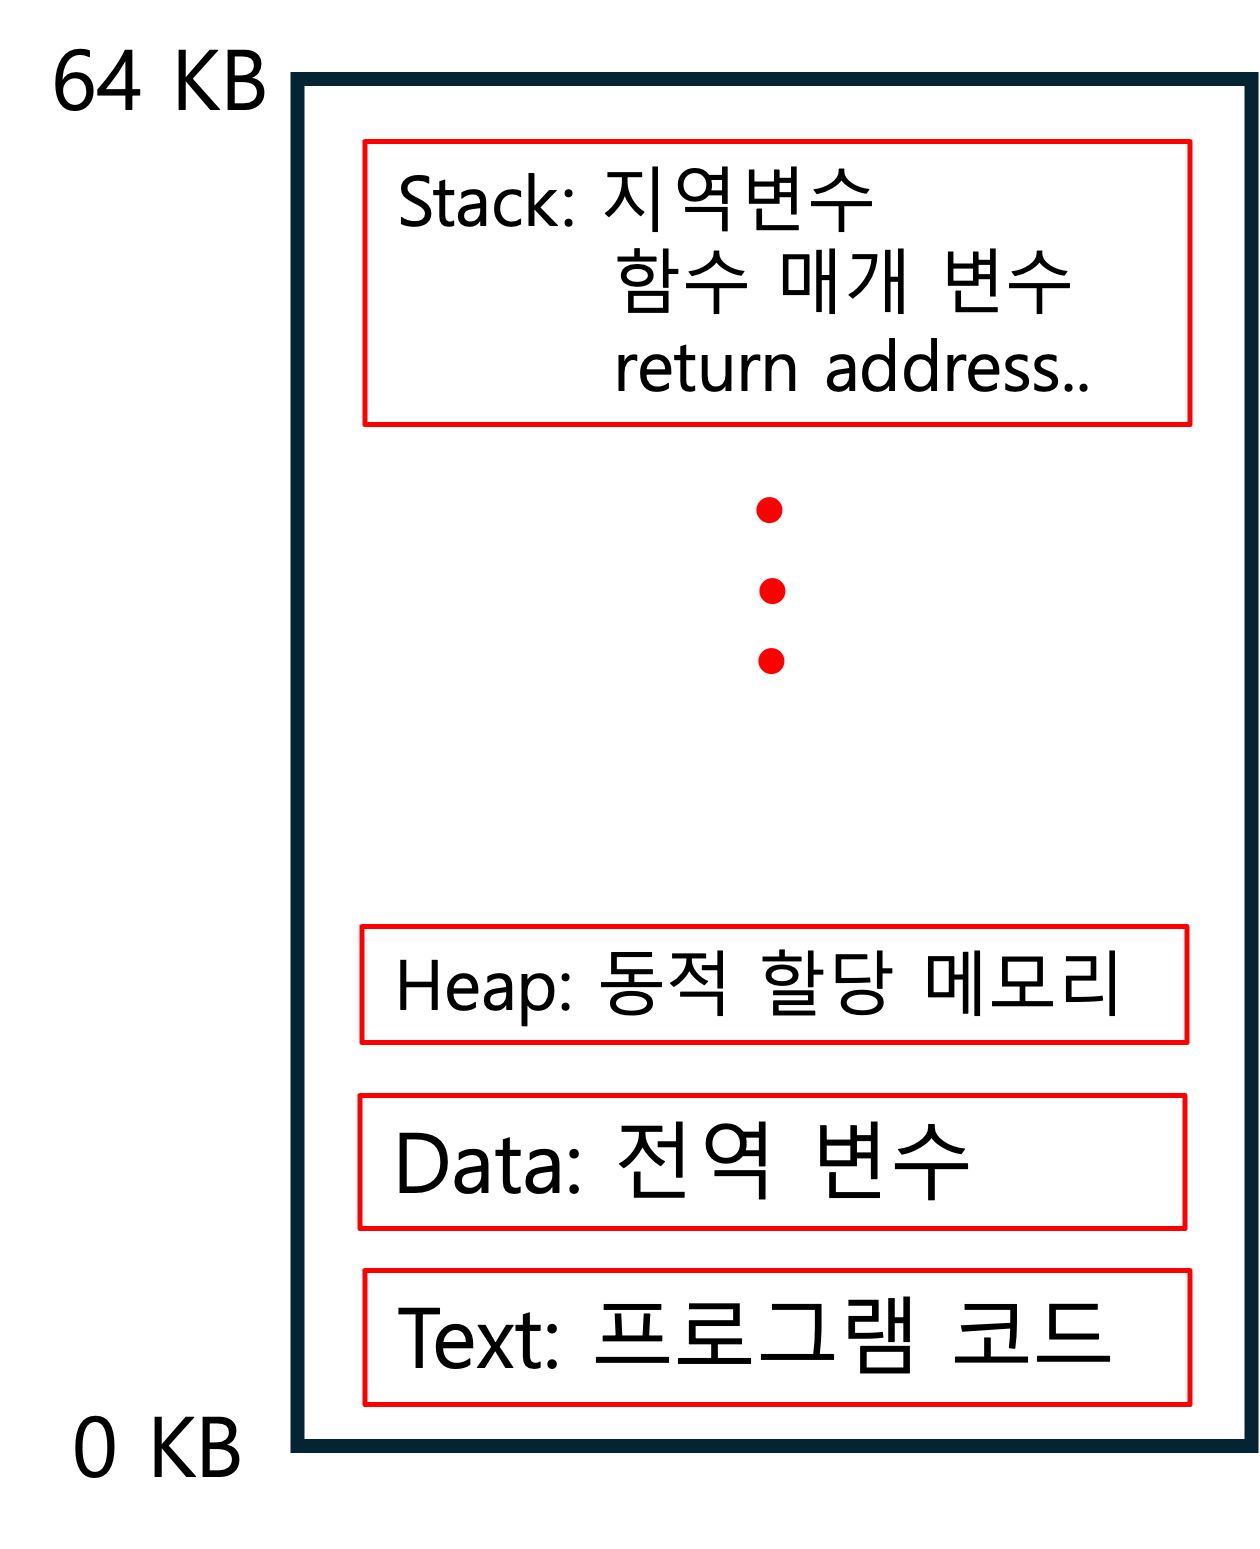 64 KB
Stack: 지역변수
함수 매개 변수
return address..
Heap: 동적 할당 메모리
Data: 전역 변수
Text: 프로그램 코드
0 KB